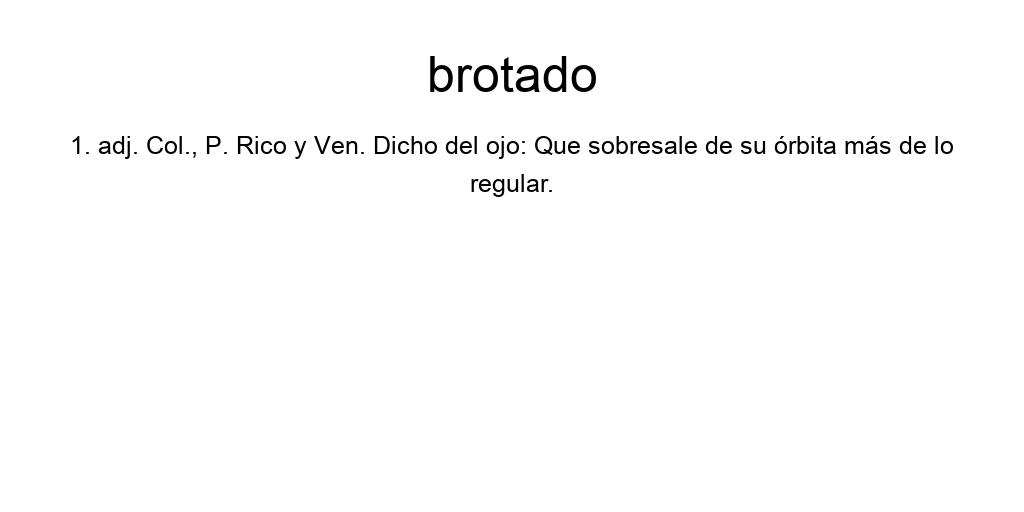 brotado
1. adj. Col., P. Rico y Ven. Dicho del ojo: Que sobresale de su órbita más de lo
regular.